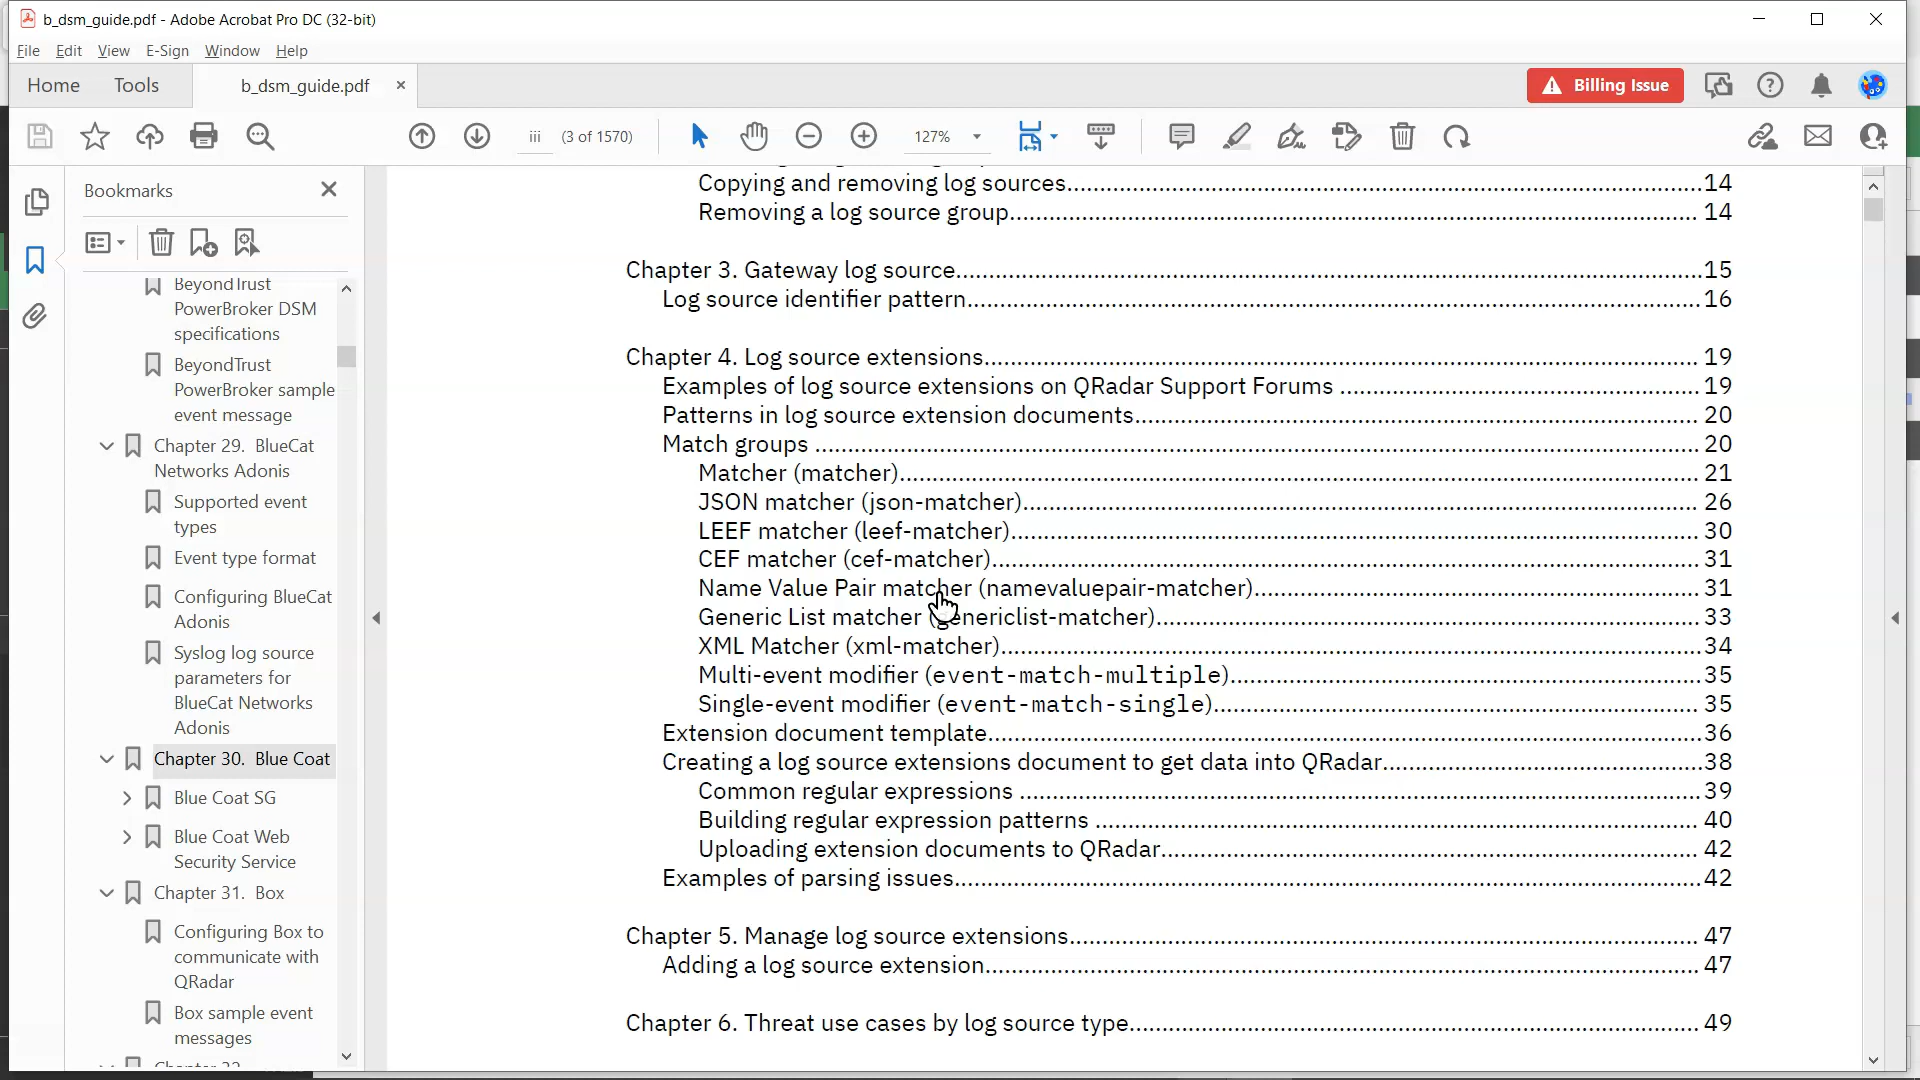 b_dsm_guide.pdf - Adobe Acrobat Pro DC (32-bit)
File Edit View E-Sign Window Help
Home Tools b_dsm_guide.pdf × Billing Issue
iii (3 of 1570) 127%
Bookmarks
BeyondTrust
PowerBroker DSM
specifications
BeyondTrust
PowerBroker sample
event message
Chapter 29. BlueCat
Networks Adonis
Supported event
types
Event type format
Configuring BlueCat
Adonis
Syslog log source
parameters for
BlueCat Networks
Adonis
Chapter 30. Blue Coat
Blue Coat SG
Blue Coat Web
Security Service
Chapter 31. Box
Configuring Box to
communicate with
QRadar
Box sample event
messages
Copying and removing log sources 14
Removing a log source group 14
Chapter 3. Gateway log source 15
Log source identifier pattern 16
Chapter 4. Log source extensions 19
Examples of log source extensions on QRadar Support Forums 19
Patterns in log source extension documents 20
Match groups 20
Matcher (matcher) 21
JSON matcher (json-matcher) 26
LEEF matcher (leef-matcher) 30
CEF matcher (cef-matcher) 31
Name Value Pair matcher (namevaluepair-matcher) 31
Generic List matcher (genericlist-matcher) 33
XML Matcher (xml-matcher) 34
Multi-event modifier (event-match-multiple) 35
Single-event modifier (event-match-single) 35
Extension document template 36
Creating a log source extensions document to get data into QRadar 38
Common regular expressions 39
Building regular expression patterns 40
Uploading extension documents to QRadar 42
Examples of parsing issues 42
Chapter 5. Manage log source extensions 47
Adding a log source extension 47
Chapter 6. Threat use cases by log source type 49